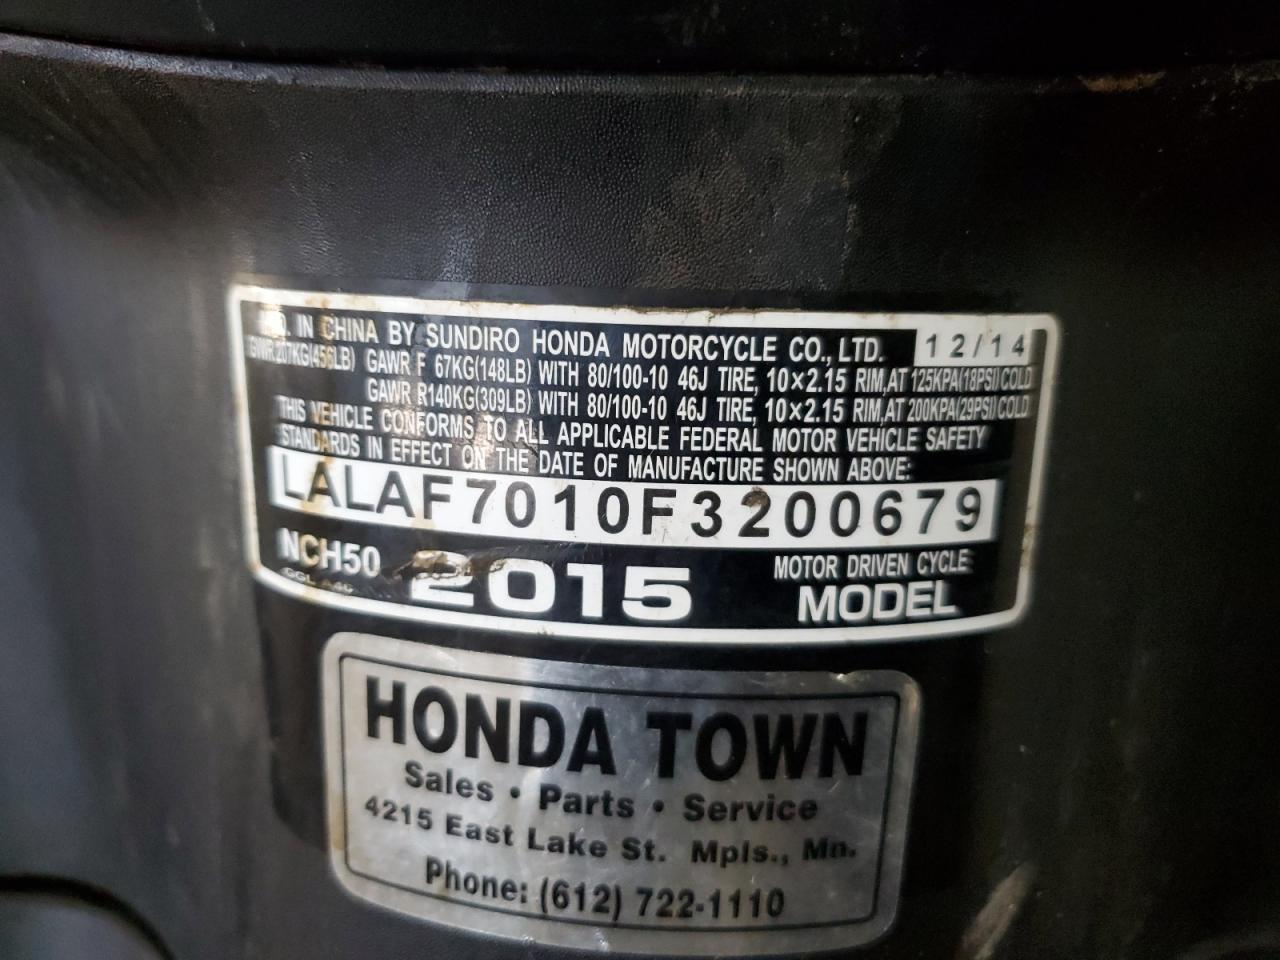 MFD. IN CHINA BY SUNDIRO HONDA MOTORCYCLE CO., LTD. 12/14
GVWR 207KG(456LB) GAWR F 67KG(148LB) WITH 80/100-10 46J TIRE, 10×2.15 RIM,AT 125KPA(18PSI)COLD
GAWR R140KG(309LB) WITH 80/100-10 46J TIRE, 10×2.15 RIM,AT 200KPA(29PSI)COLD
THIS VEHICLE CONFORMS TO ALL APPLICABLE FEDERAL MOTOR VEHICLE SAFETY
STANDARDS IN EFFECT ON THE DATE OF MANUFACTURE SHOWN ABOVE:
LALAF7010F3200679
NCH50 2015 MOTOR DRIVEN CYCLE
MODEL
HONDA TOWN
Sales • Parts • Service
4215 East Lake St. Mpls., Mn.
Phone: (612) 722-1110